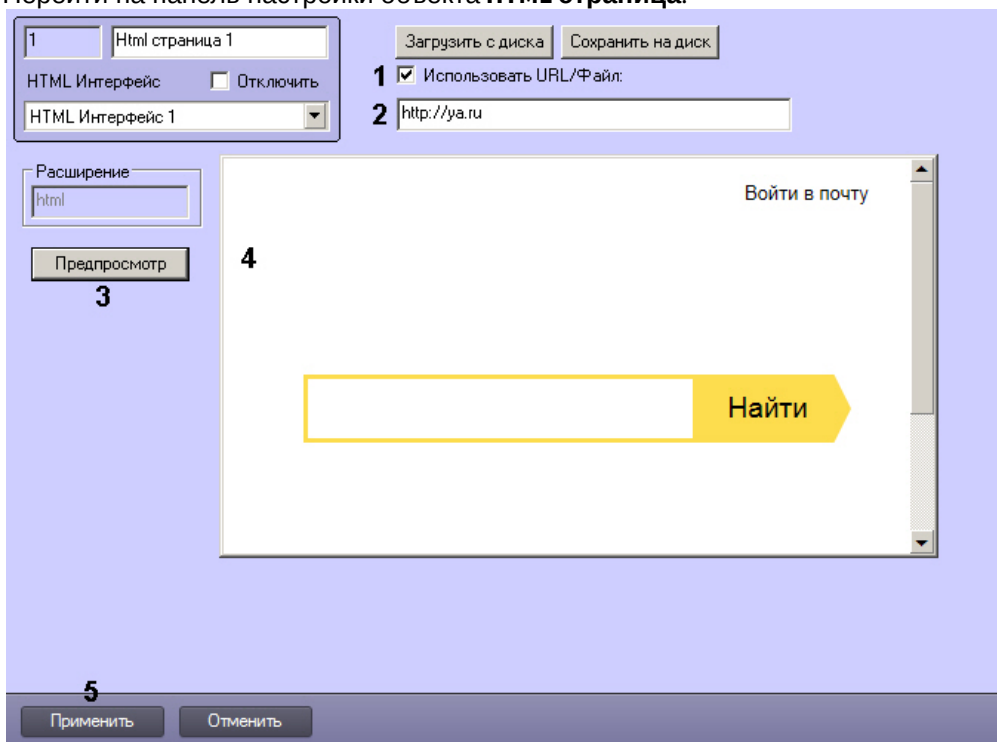 Перейти на панель настройки объекта HTML страница.
1 Html страница 1
Загрузить с диска Сохранить на диск
HTML Интерфейс Отключить
1 Использовать URL/Файл:
HTML Интерфейс 1
2 http://ya.ru
Расширение
html
Войти в почту
Предпросмотр
3
4
Найти
5
Применить Отменить